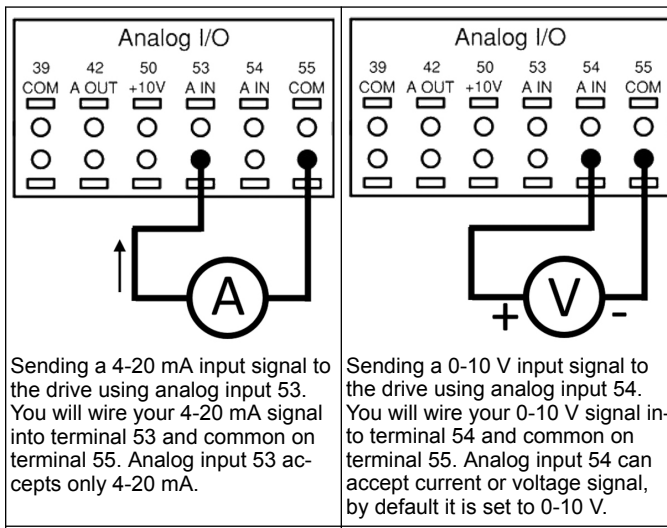 Analog I/O
39 42 50 53 54 55
COM A OUT +10V A IN A IN COM
A
Sending a 4-20 mA input signal to
the drive using analog input 53.
You will wire your 4-20 mA signal
into terminal 53 and common on
terminal 55. Analog input 53 ac-
cepts only 4-20 mA.
Analog I/O
39 42 50 53 54 55
COM A OUT +10V A IN A IN COM
+ V -
Sending a 0-10 V input signal to
the drive using analog input 54.
You will wire your 0-10 V signal in-
to terminal 54 and common on
terminal 55. Analog input 54 can
accept current or voltage signal,
by default it is set to 0-10 V.